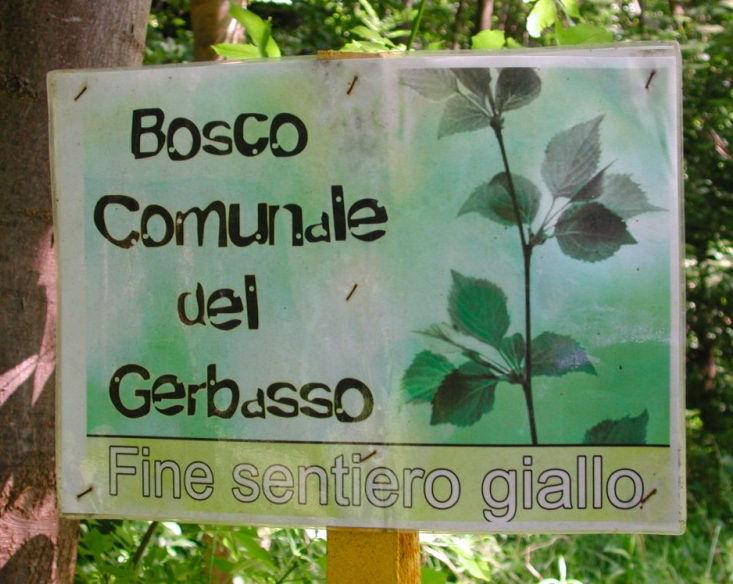 Bosco
Comunale
del
Gerbasso
Fine sentiero giallo